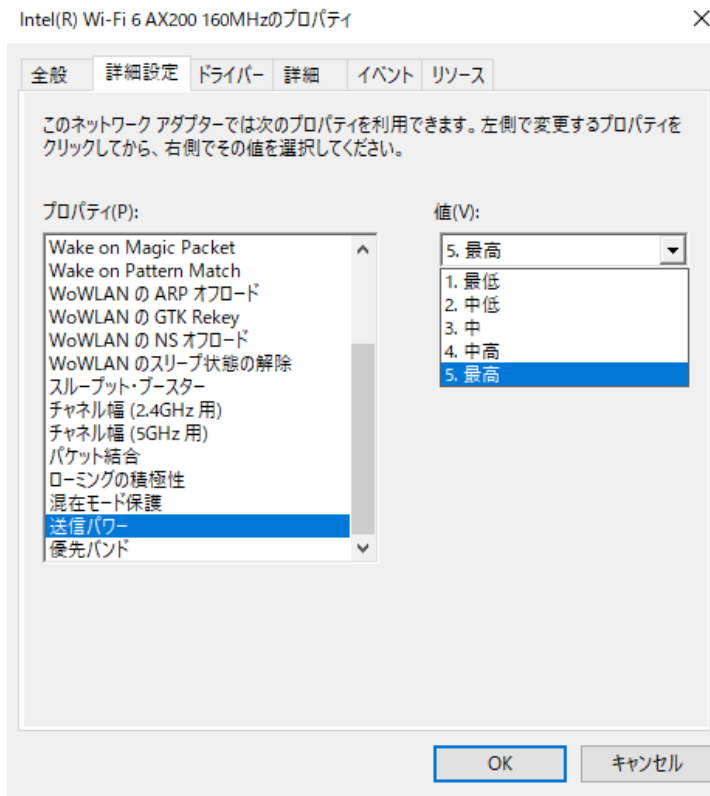 Intel(R) Wi-Fi 6 AX200 160MHzのプロパティ
全般 詳細設定 ドライバー 詳細 イベント リソース
このネットワーク アダプターでは次のプロパティを利用できます。左側で変更するプロパティを
クリックしてから、右側でその値を選択してください。
プロパティ(P):
Wake on Magic Packet
Wake on Pattern Match
WoWLAN の ARP オフロード
WoWLAN の GTK Rekey
WoWLAN の NS オフロード
WoWLAN のスリープ状態の解除
スループット・ブースター
チャネル幅 (2.4GHz 用)
チャネル幅 (5GHz 用)
パケット結合
ローミングの積極性
混在モード保護
送信パワー
優先バンド
値(V):
5. 最高
1. 最低
2. 中低
3. 中
4. 中高
5. 最高
OK キャンセル